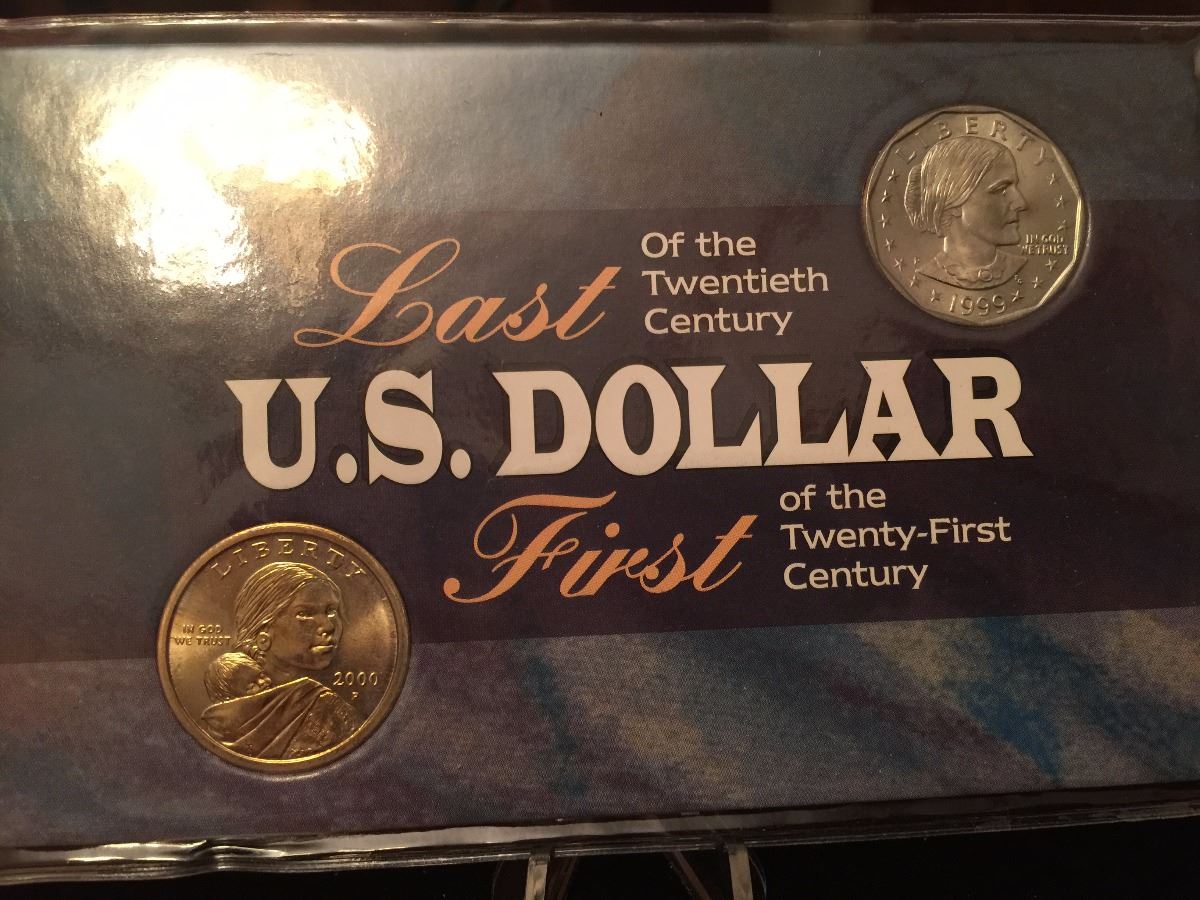 LIBERTY
IN GOD
WE TRUST
1999
Last
Of the
Twentieth
Century
U.S. DOLLAR
First
of the
Twenty-First
Century
LIBERTY
IN GOD
WE TRUST
2000
P